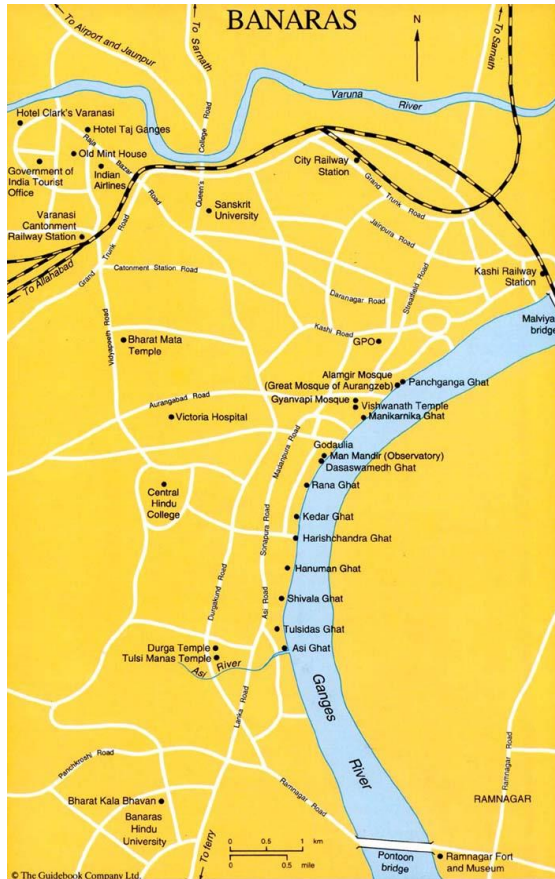 BANARAS
N
To Airport and Jaunpur
To Sarnath
To Sarnath
Varuna
River
Hotel Clark's Varanasi
Hotel Taj Ganges
Raja Bazar Road
Old Mint House
Indian
Airlines
Government of
India Tourist
Office
Queen's College Road
City Railway
Station
Grand Trunk Road
Sanskrit
University
Varanasi
Cantonment
Railway Station
Grand Trunk Road
To Allahabad
Jainpura Road
Streatfield Road
Catonment Station Road
Kashi Railway
Station
Daranagar Road
Malviya
bridge
Kashi Road
GPO
Vidyapeeth Road
Bharat Mata
Temple
Alamgir Mosque
(Great Mosque of Aurangzeb)
Panchganga Ghat
Gyanvapi Mosque
Vishwanath Temple
Manikarnika Ghat
Aurangabad Road
Victoria Hospital
Madanpura Road
Godaulia
Man Mandir (Observatory)
Dasaswamedh Ghat
Rana Ghat
Central
Hindu
College
Kedar Ghat
Sonapura Road
Harishchandra Ghat
Hanuman Ghat
Durgakund Road
Asi Road
Shivala Ghat
Tulsidas Ghat
Durga Temple
Tulsi Manas Temple
Asi Ghat
Asi River
Ganges
River
Lanka Road
Panchkroshi Road
Ramnagar Road
Ramnagar Road
RAMNAGAR
Bharat Kala Bhavan
Banaras
Hindu
University
To ferry
0 0.5 1 km
0 0.5
mile
Pontoon
bridge
Ramnagar Fort
and Museum
© The Guidebook Company Ltd.